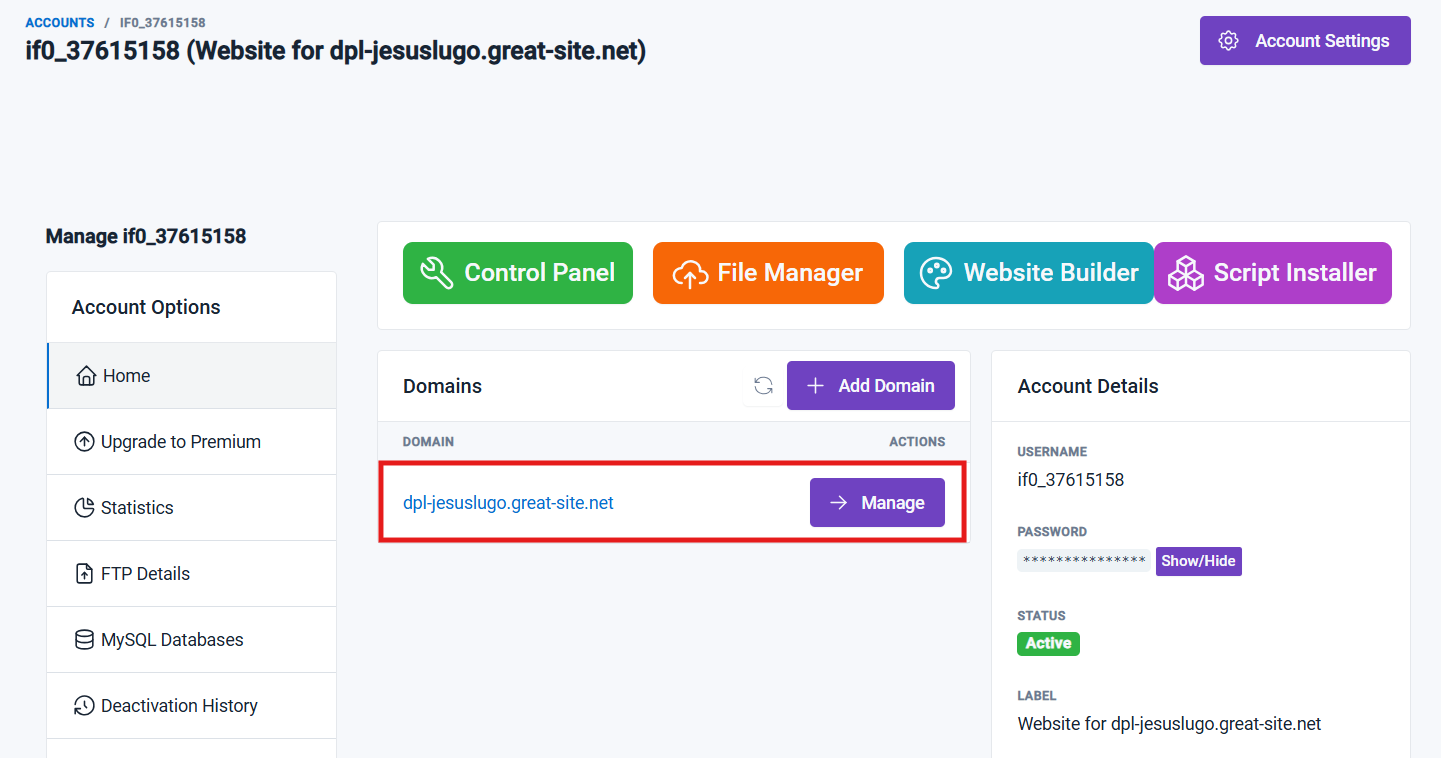 ACCOUNTS / IF0_37615158
if0_37615158 (Website for dpl-jesuslugo.great-site.net)
Account Settings
Manage if0_37615158
Account Options
Home
Upgrade to Premium
Statistics
FTP Details
MySQL Databases
Deactivation History
Control Panel
File Manager
Website Builder
Script Installer
Domains
Add Domain
DOMAIN ACTIONS
dpl-jesuslugo.great-site.net Manage
Account Details
USERNAME
if0_37615158
PASSWORD
*************** Show/Hide
STATUS
Active
LABEL
Website for dpl-jesuslugo.great-site.net